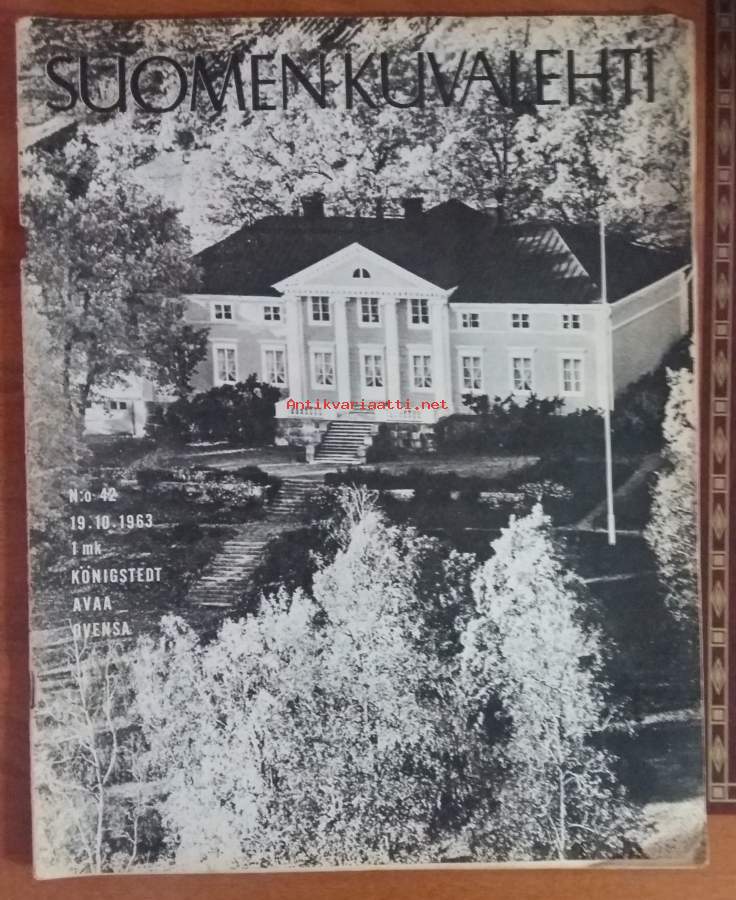 SUOMEN KUVALEHTI
Antikvariaatti.net
N:o 42
19.10.1963
1 mk
KÖNIGSTEDT
AVAA
OVENSA